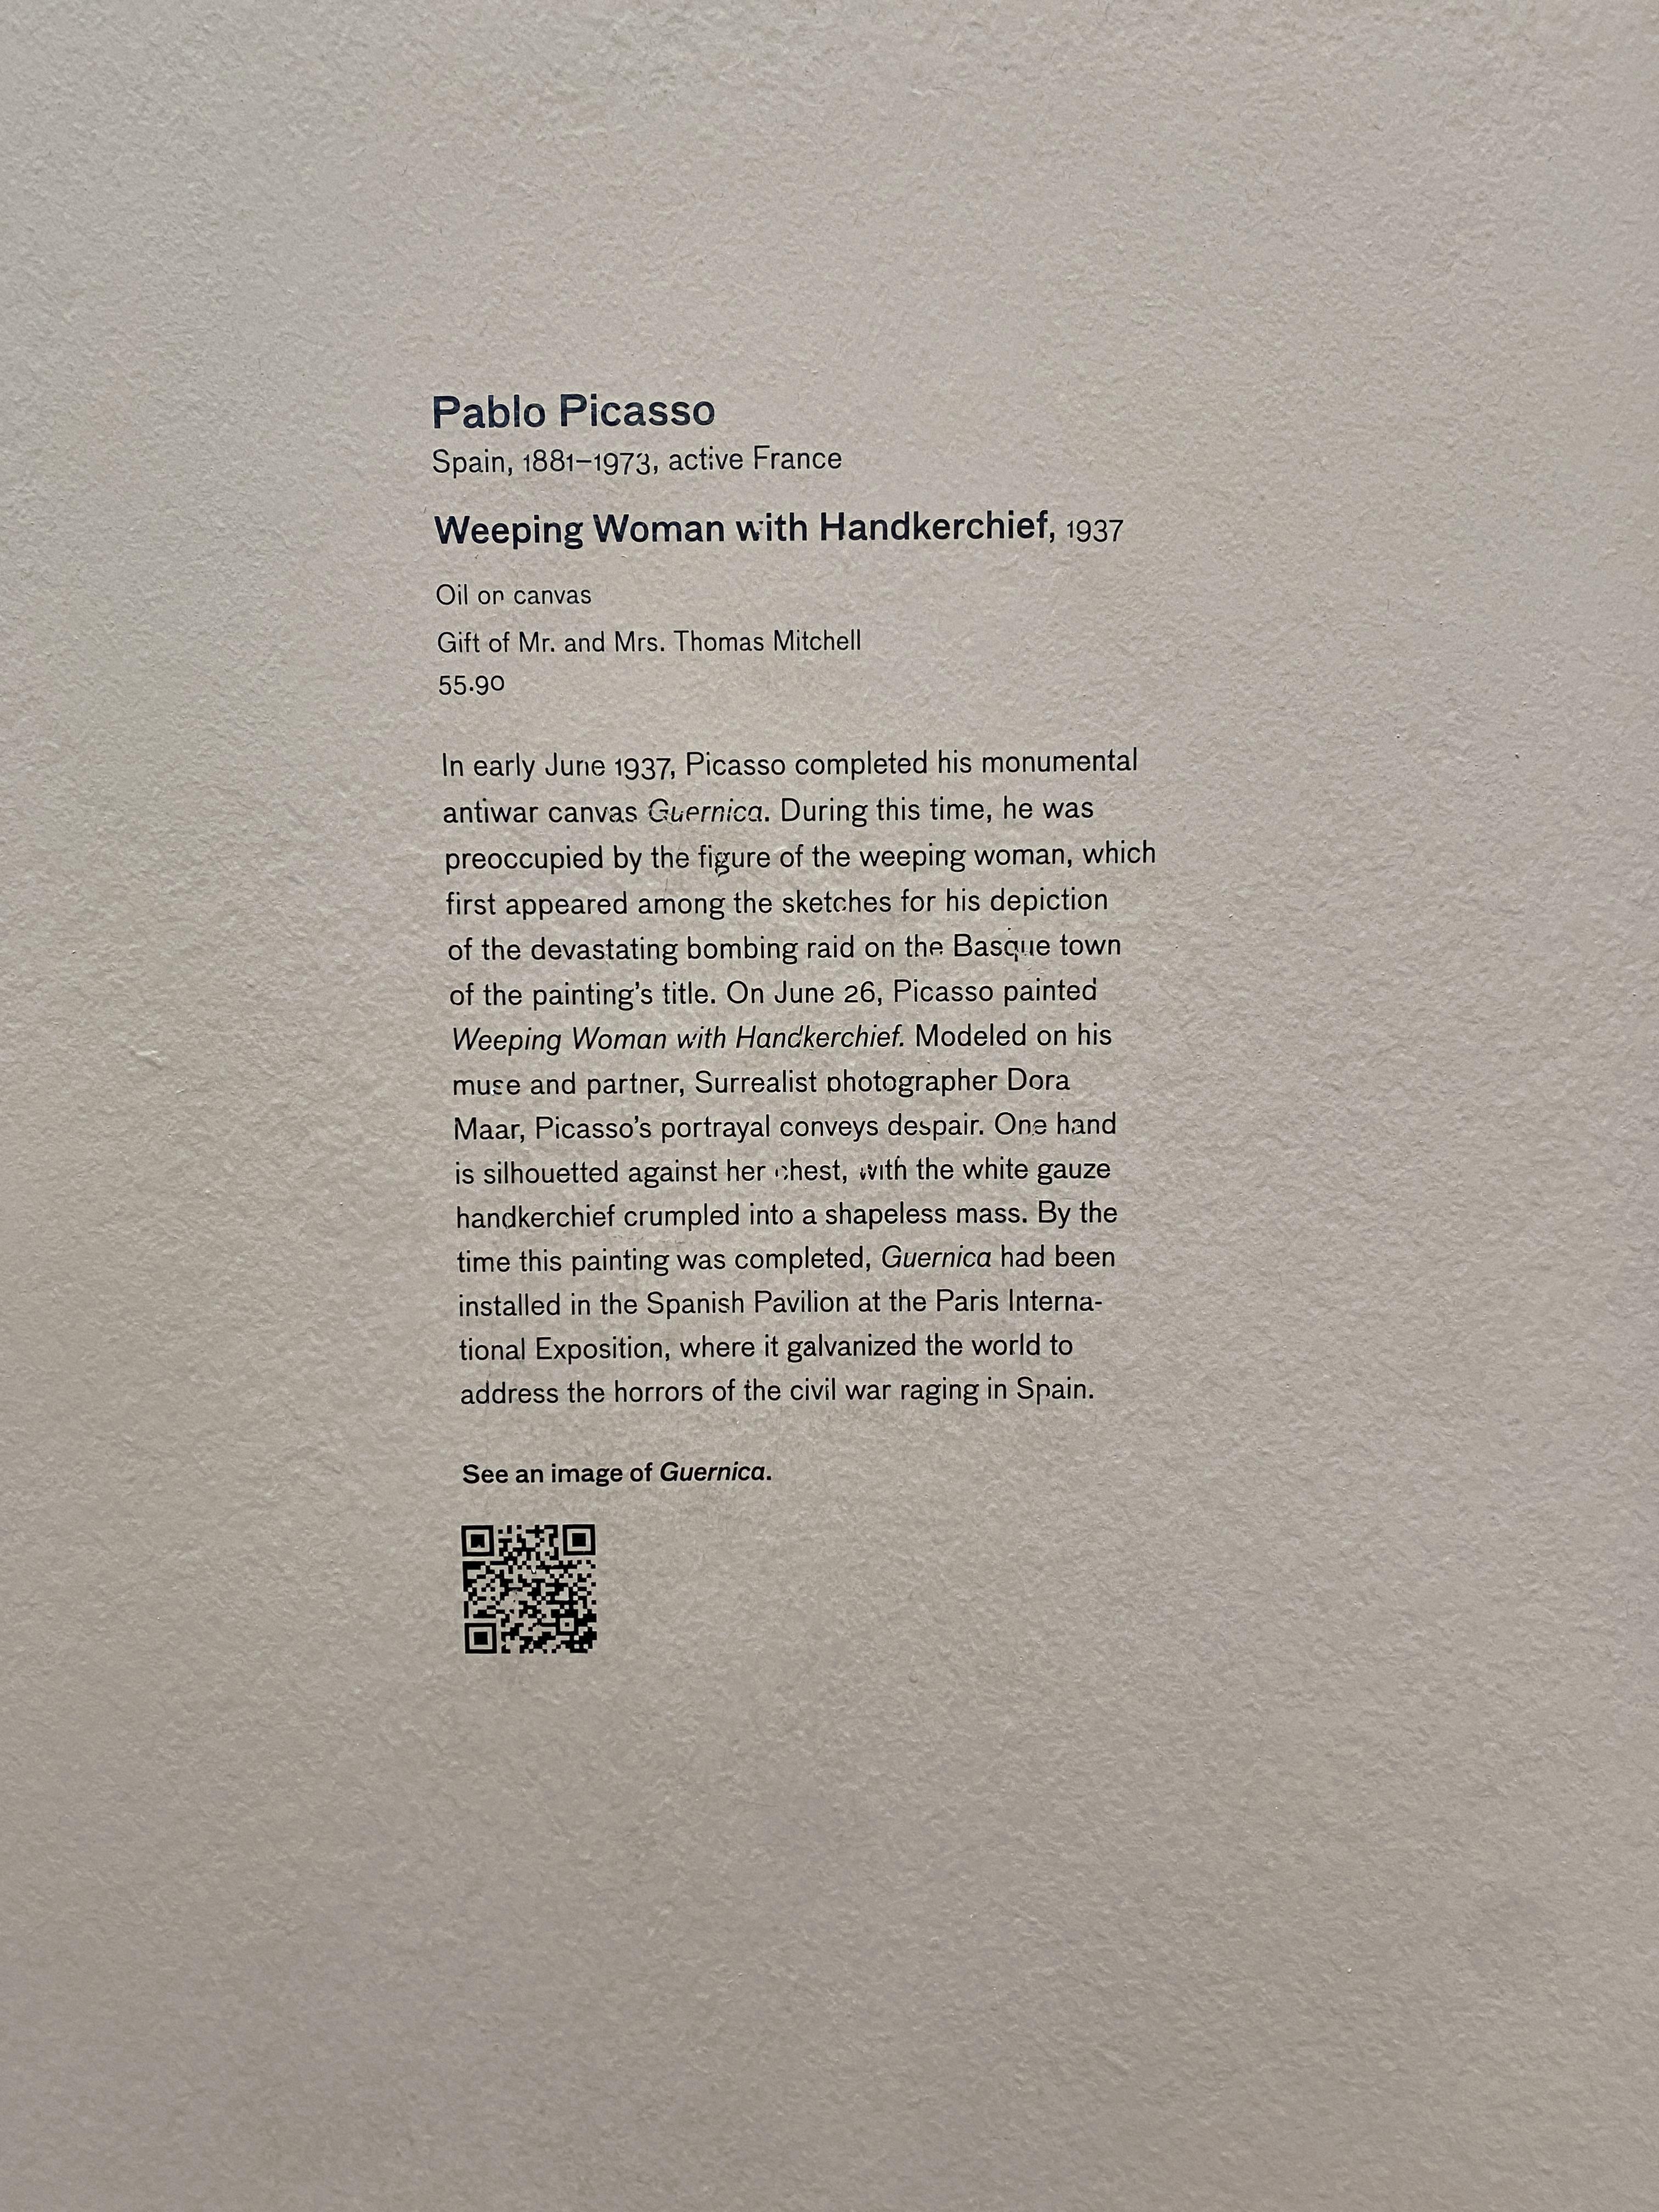 Pablo Picasso
Spain, 1881–1973, active France
Weeping Woman with Handkerchief, 1937
Oil on canvas
Gift of Mr. and Mrs. Thomas Mitchell
55.90
In early June 1937, Picasso completed his monumental
antiwar canvas Guernica. During this time, he was
preoccupied by the figure of the weeping woman, which
first appeared among the sketches for his depiction
of the devastating bombing raid on the Basque town
of the painting’s title. On June 26, Picasso painted
Weeping Woman with Handkerchief. Modeled on his
muse and partner, Surrealist photographer Dora
Maar, Picasso’s portrayal conveys despair. One hand
is silhouetted against her chest, with the white gauze
handkerchief crumpled into a shapeless mass. By the
time this painting was completed, Guernica had been
installed in the Spanish Pavilion at the Paris Interna-
tional Exposition, where it galvanized the world to
address the horrors of the civil war raging in Spain.
See an image of Guernica.